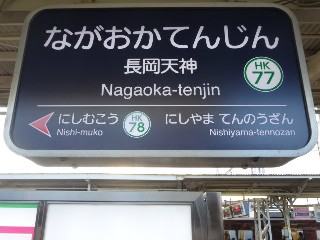 ながおかてんじん
長岡天神
HK
77
Nagaoka-tenjin
にしむこう
Nishi-muko
HK
78
にしやま てんのうざん
Nishiyama-tennozan